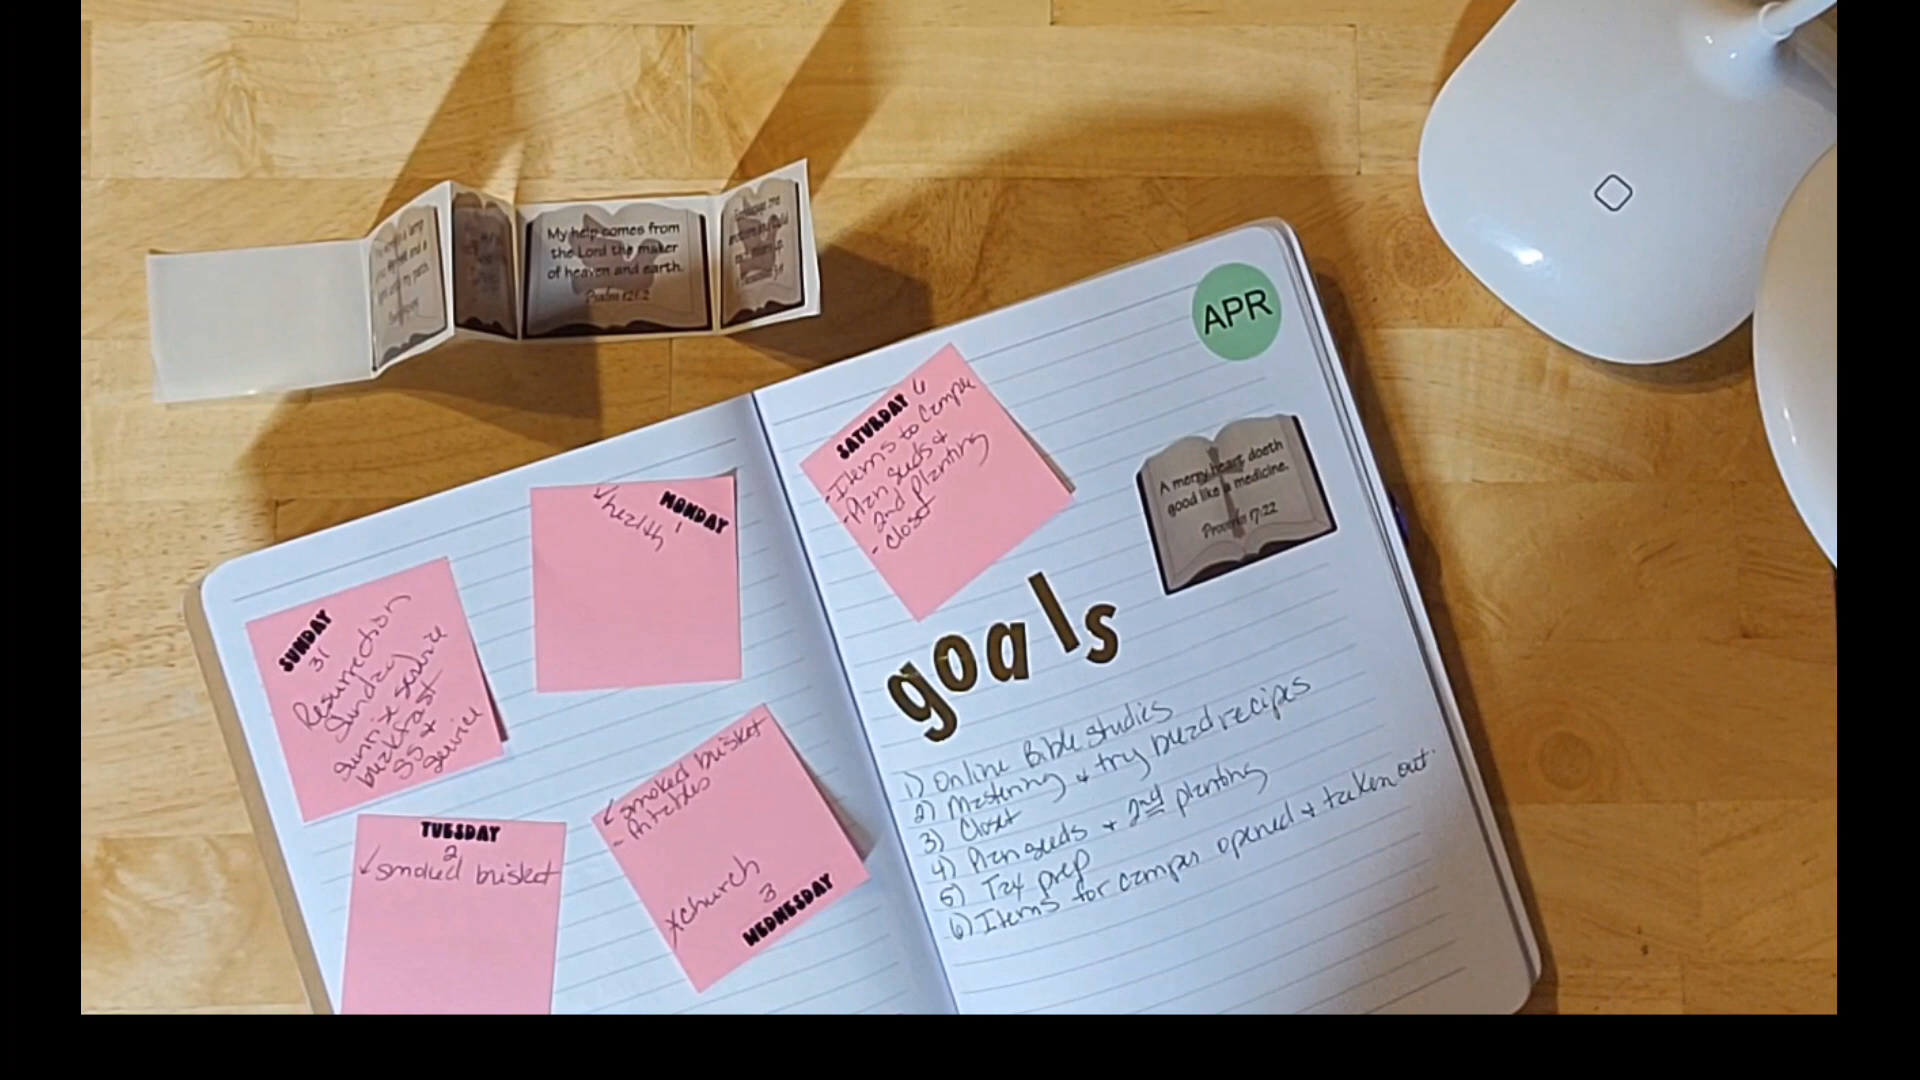 My help comes from
the Lord the maker
of heaven and earth.
Psalm 121:2
SUNDAY
31
Resurrection
Sunday
sunrise service
breakfast
SS +
service
MONDAY
1
health
TUESDAY
2
smoked brisket
smoked brisket
- Potatoes
church
3
WEDNESDAY
APR
SATURDAY 6
- Items to Camper
- Plan seeds +
2nd Planting
- Closet
A merry heart doeth
good like a medicine.
Proverbs 17:22
goals
1) Online Bible studies
2) Mastering + try bread recipes
3) Closet
4) Plan seeds + 2nd planting
5) Tax prep
6) Items for camper opened + taken out.